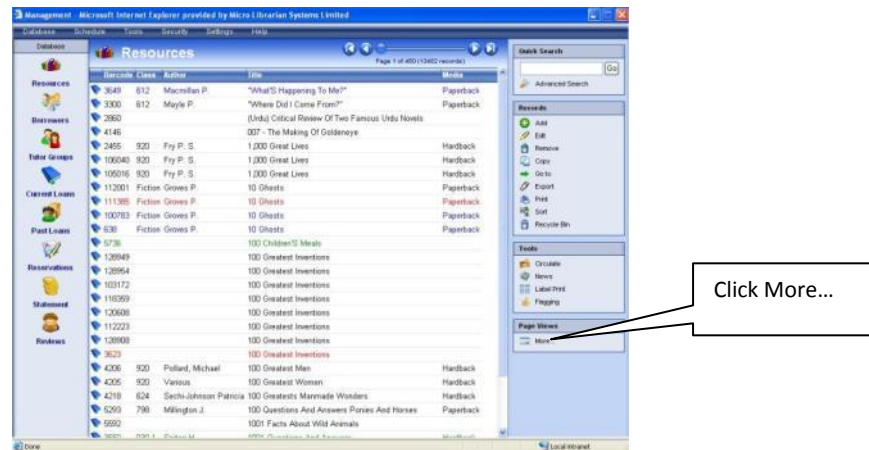 Management - Microsoft Internet Explorer provided by Micro Librarian Systems Limited
Database Schedule Tools Security Settings Help
Database
Resources
Borrowers
Tutor Groups
Current Loans
Past Loans
Reservations
Statement
Reviews
Resources
Page 1 of 450 (13402 records)
Barcode Class Author Title Media
3649 612 Macmillan P. "What'S Happening To Me?" Paperback
3300 612 Mayle P. "Where Did I Come From?" Paperback
2860 (Urdu) Critical Review Of Two Famous Urdu Novels
4146 007 - The Making Of Goldeneye
2455 920 Fry P. S. 1,000 Great Lives Hardback
106040 920 Fry P. S. 1,000 Great Lives Hardback
105016 920 Fry P. S. 1,000 Great Lives Hardback
112001 Fiction Groves P. 10 Ghosts Paperback
111385 Fiction Groves P. 10 Ghosts Paperback
100783 Fiction Groves P. 10 Ghosts Paperback
638 Fiction Groves P. 10 Ghosts Paperback
5736 100 Children'S Meals
128949 100 Greatest Inventions
128954 100 Greatest Inventions
103172 100 Greatest Inventions
118359 100 Greatest Inventions
120608 100 Greatest Inventions
112223 100 Greatest Inventions
128908 100 Greatest Inventions
3623 100 Greatest Inventions
4206 920 Pollard, Michael 100 Greatest Men Hardback
4205 920 Various 100 Greatest Women Hardback
4218 624 Sechi-Johnson Patricia 100 Greatests Manmade Wonders Hardback
5293 798 Millington J. 100 Questions And Answers Ponies And Horses Paperback
5592 1001 Facts About Wild Animals
1001 Questions And Answers
Quick Search
Go
Advanced Search
Records
Add
Edit
Remove
Copy
Go to
Export
Print
Sort
Recycle Bin
Tools
Circulate
News
Label Print
Flagging
Page Views
More...
Click More…
Done
Local intranet